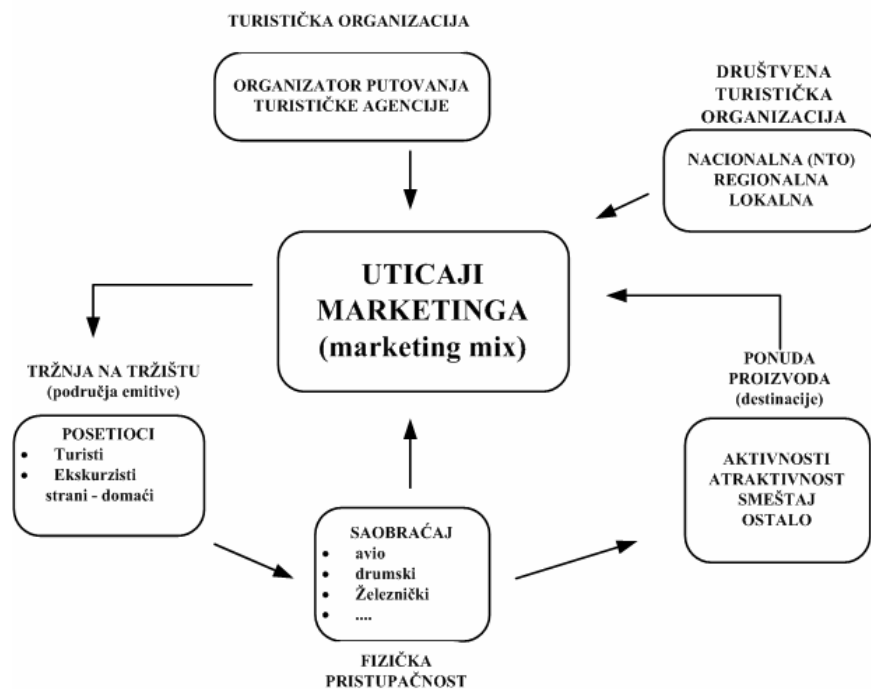 TURISTIČKA ORGANIZACIJA
ORGANIZATOR PUTOVANJA
TURISTIČKE AGENCIJE
DRUŠTVENA
TURISTIČKA
ORGANIZACIJA
NACIONALNA (NTO)
REGIONALNA
LOKALNA
UTICAJI
MARKETINGA
(marketing mix)
TRŽNJA NA TRŽIŠTU
(područja emitive)
POSETIOCI
• Turisti
• Ekskurzisti
strani - domaći
PONUDA
PROIZVODA
(destinacije)
AKTIVNOSTI
ATRAKTIVNOST
SMEŠTAJ
OSTALO
SAOBRAĆAJ
• avio
• drumski
• Železnički
• ....
FIZIČKA
PRISTUPAČNOST